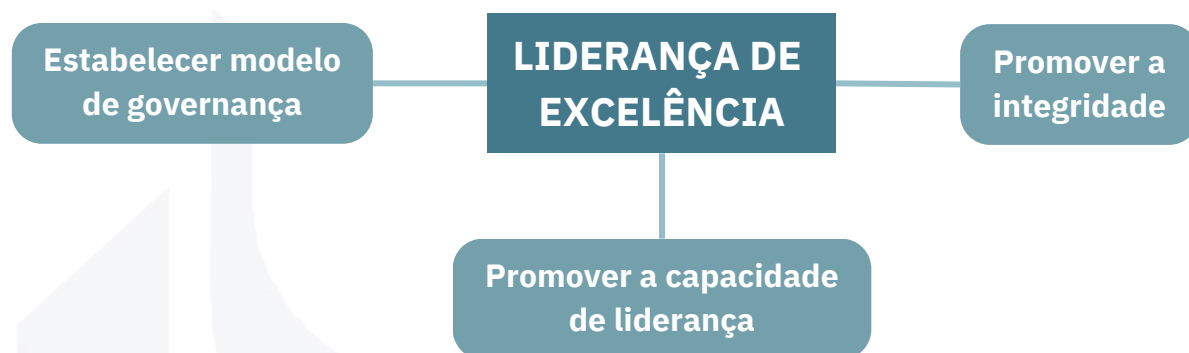 Estabelecer modelo
de governança
LIDERANÇA DE
EXCELÊNCIA
Promover a
integridade
Promover a capacidade
de liderança